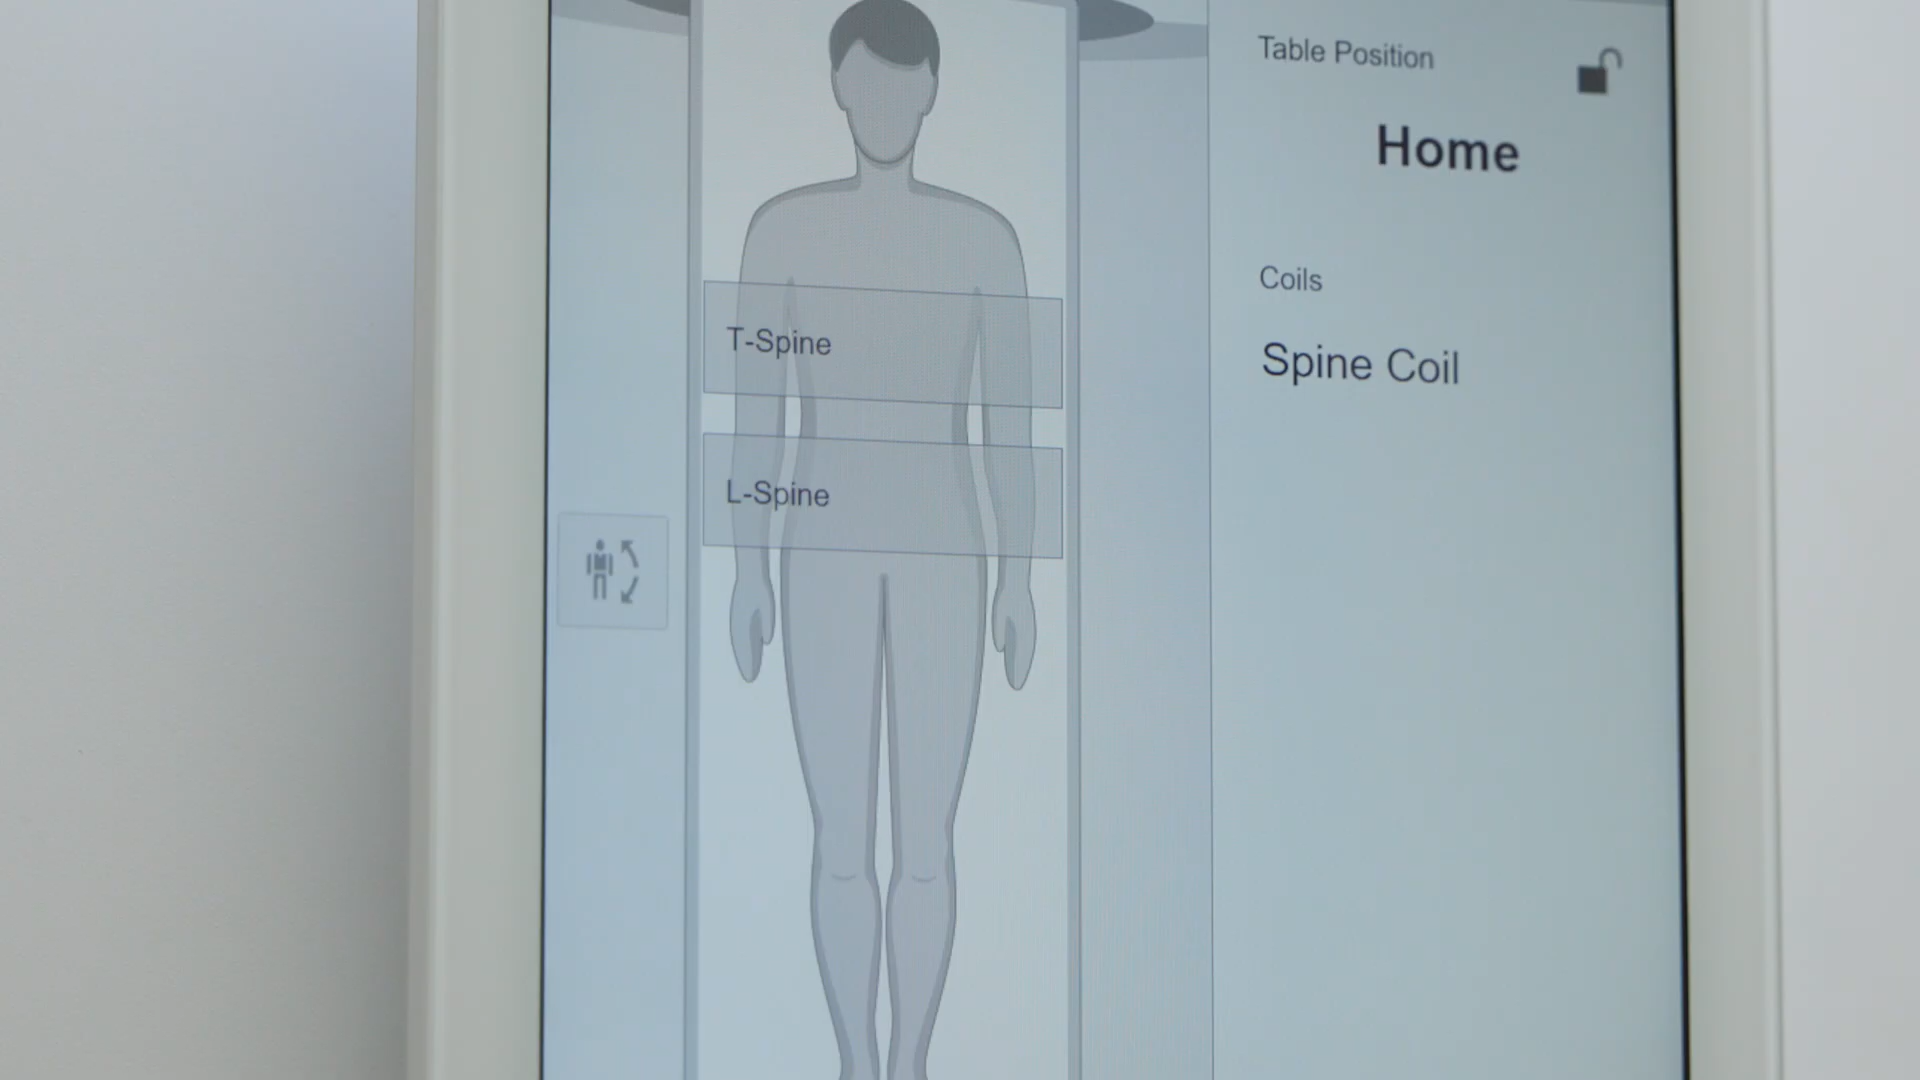 Table Position
Home
Coils
Spine Coil
T-Spine
L-Spine